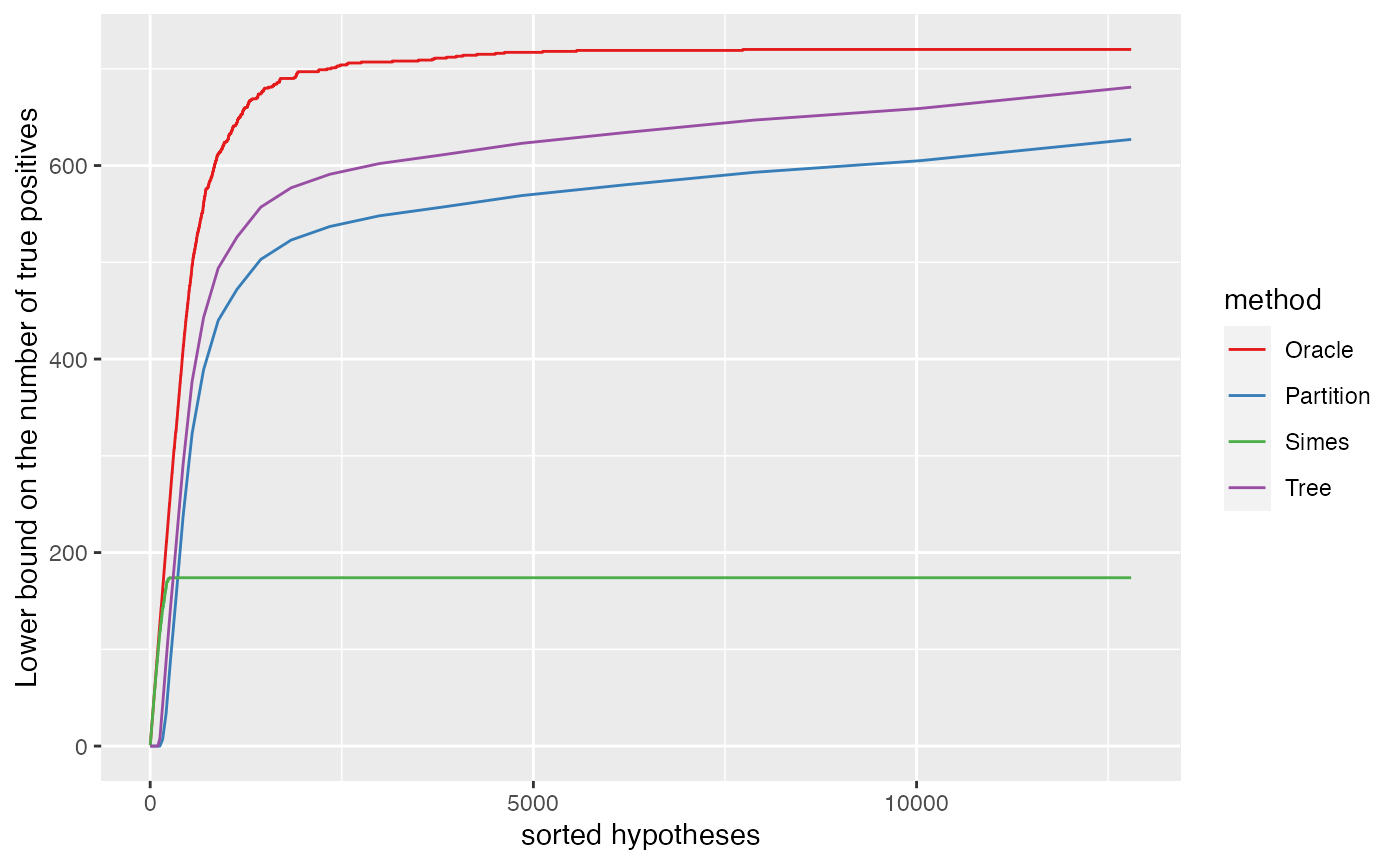 Lower bound on the number of true positives
600
400
200
0
0
5000
10000
sorted hypotheses
method
Oracle
Partition
Simes
Tree